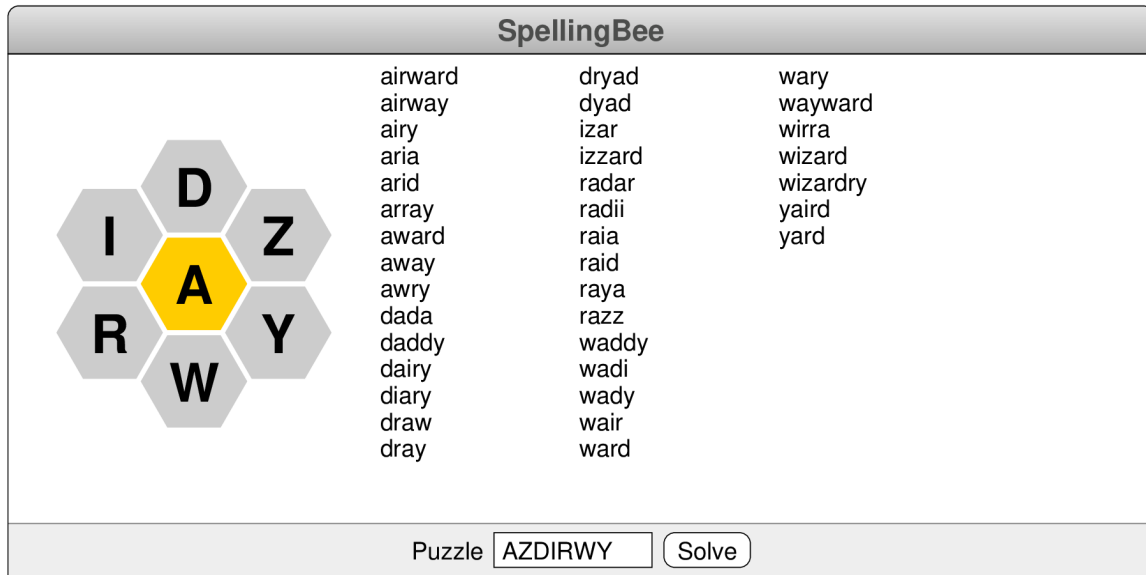 SpellingBee
D
I
Z
A
R
Y
W
airward
airway
airy
aria
arid
array
award
away
awry
dada
daddy
dairy
diary
draw
dray
dryad
dyad
izar
izzard
radar
radii
raia
raid
raya
razz
waddy
wadi
wady
wair
ward
wary
wayward
wirra
wizard
wizardry
yaird
yard
Puzzle AZDIRWY Solve